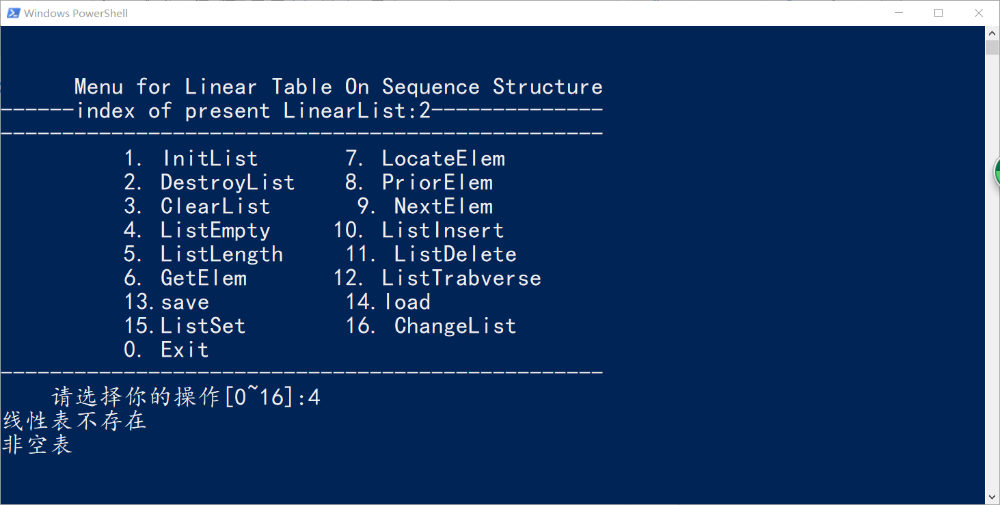 Windows PowerShell
Menu for Linear Table On Sequence Structure
------index of present LinearList:2--------------
-------------------------------------------------
1. InitList 7. LocateElem
2. DestroyList 8. PriorElem
3. ClearList 9. NextElem
4. ListEmpty 10. ListInsert
5. ListLength 11. ListDelete
6. GetElem 12. ListTrabverse
13.save 14.load
15.ListSet 16. ChangeList
0. Exit
-------------------------------------------------
请选择你的操作[0~16]:4
线性表不存在
非空表